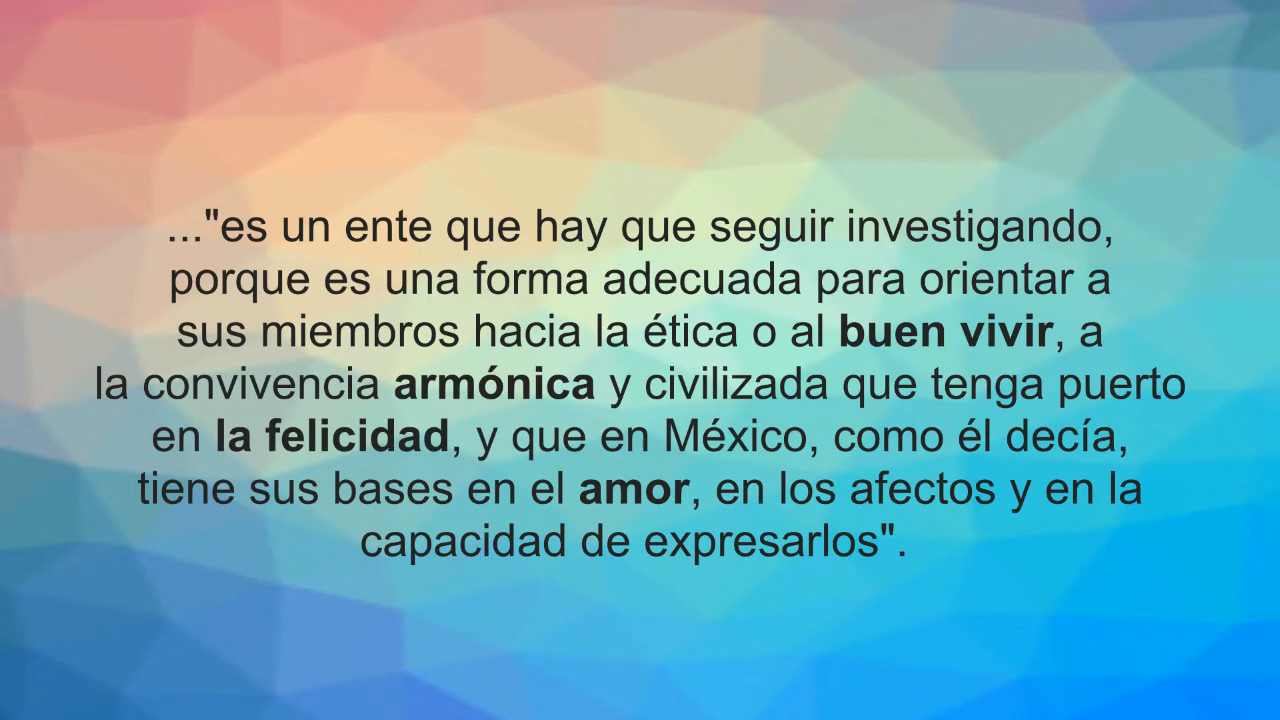 ..."es un ente que hay que seguir investigando,
porque es una forma adecuada para orientar a
sus miembros hacia la ética o al buen vivir, a
la convivencia armónica y civilizada que tenga puerto
en la felicidad, y que en México, como él decía,
tiene sus bases en el amor, en los afectos y en la
capacidad de expresarlos".